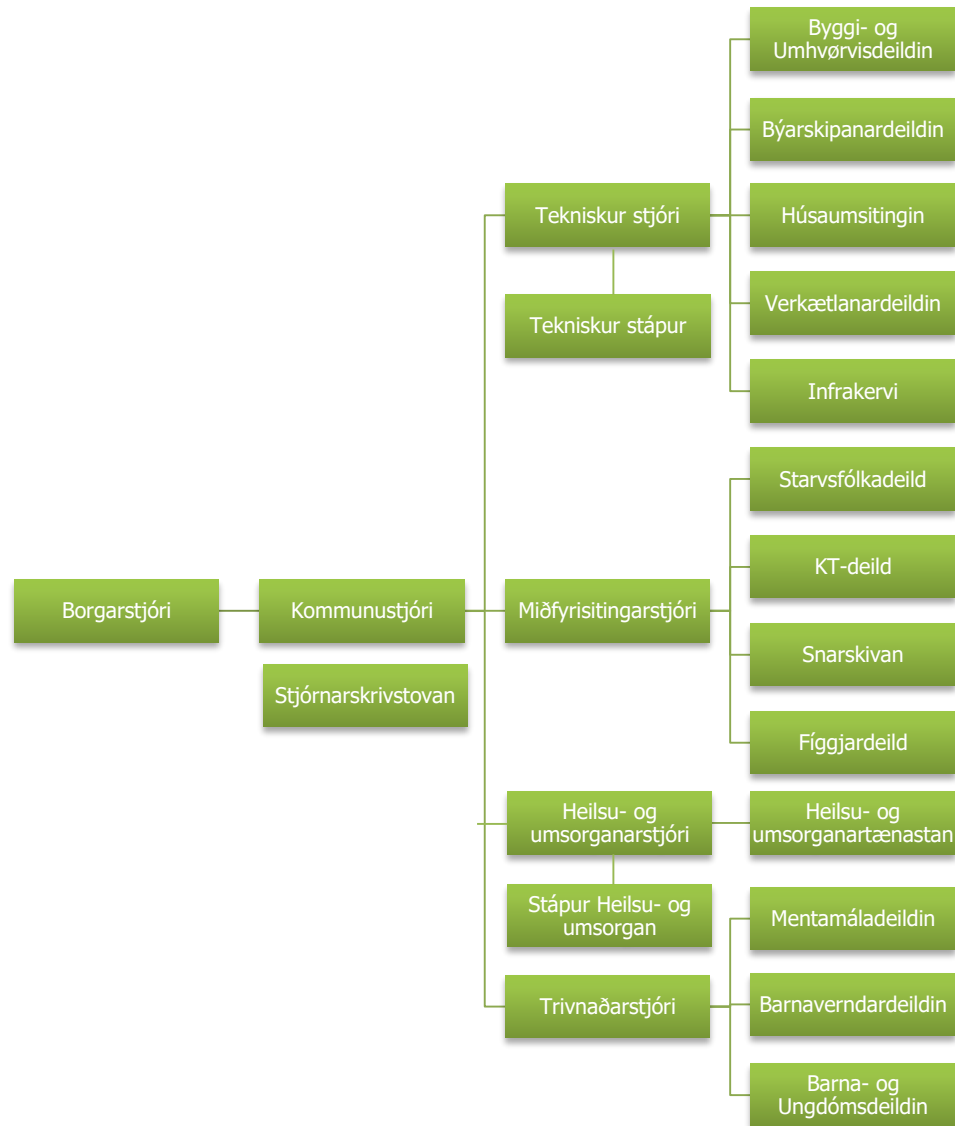 Byggi- og
Umhvørvisdeildin
Býarskipanardeildin
Tekniskur stjóri
Húsaumsitingin
Tekniskur stápur
Verkætlanardeildin
Infrakervi
Starvsfólkadeild
KT-deild
Borgarstjóri
Kommunustjóri
Miðfyrisitingarstjóri
Snarskivan
Stjórnarskrivstovan
Fíggjardeild
Heilsu- og
umsorganarstjóri
Heilsu- og
umsorganartænastan
Stápur Heilsu- og
umsorgan
Mentamáladeildin
Trivnaðarstjóri
Barnaverndardeildin
Barna- og
Ungdómsdeildin